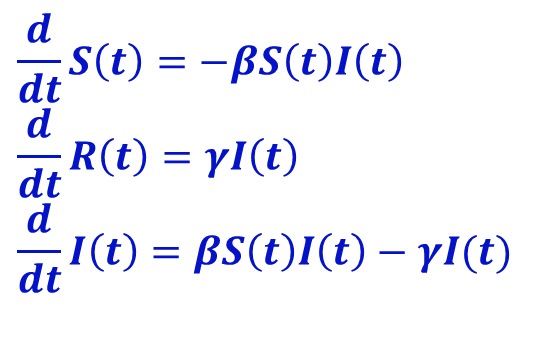 d/dt S(t) = −βS(t)I(t)
d/dt R(t) = γI(t)
d/dt I(t) = βS(t)I(t) − γI(t)